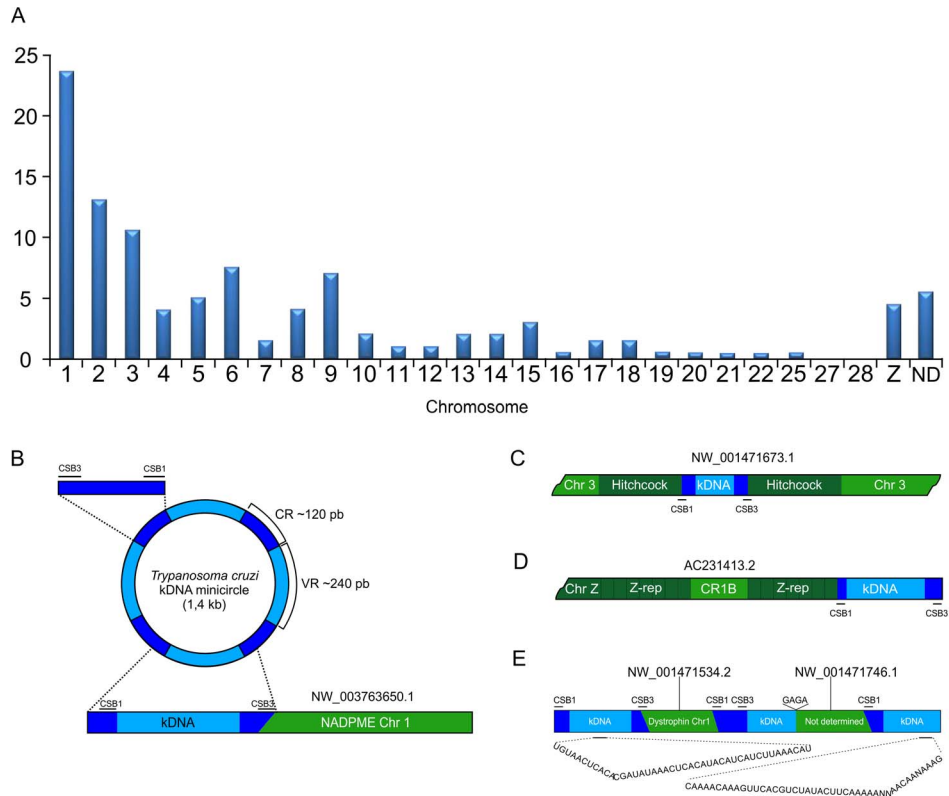 A
25
20
15
10
5
0
1 2 3 4 5 6 7 8 9 10 11 12 13 14 15 16 17 18 19 20 21 22 25 27 28 Z ND
Chromosome
B
CSB3 CSB1
CR ~120 pb
Trypanosoma cruzi
kDNA minicircle
(1,4 kb)
VR ~240 pb
NW_003763650.1
CSB1 CSB3
kDNA NADPME Chr 1
C
NW_001471673.1
Chr 3 Hitchcock kDNA Hitchcock Chr 3
CSB1 CSB3
D
AC231413.2
Chr Z Z-rep CR1B Z-rep kDNA
CSB1 CSB3
E
NW_001471534.2 NW_001471746.1
CSB1 CSB3 CSB1 CSB3 GAGA CSB1
kDNA Dystrophin Chr1 kDNA Not determined kDNA
UGUAACUCACACGAUAUAAACUCACAUACAUCAUCUUAAACAU
CAAAACAAAGUUCACGUCUAUACUUCAAAAANNAACAANAAAG